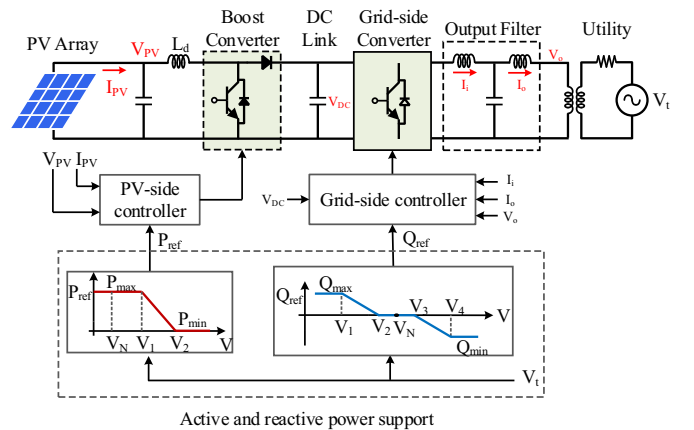 PV Array
V_PV
I_PV
L_d
Boost
Converter
DC
Link
V_DC
Grid-side
Converter
Output Filter
I_i
I_o
V_o
Utility
V_t
V_PV I_PV
PV-side
controller
V_DC
Grid-side controller
I_i
I_o
V_o
P_ref
Q_ref
P_ref
P_max
P_min
V_N
V_1
V_2
V
Q_ref
Q_max
V_1
V_2
V_N
V_3
V_4
V
Q_min
V_t
Active and reactive power support